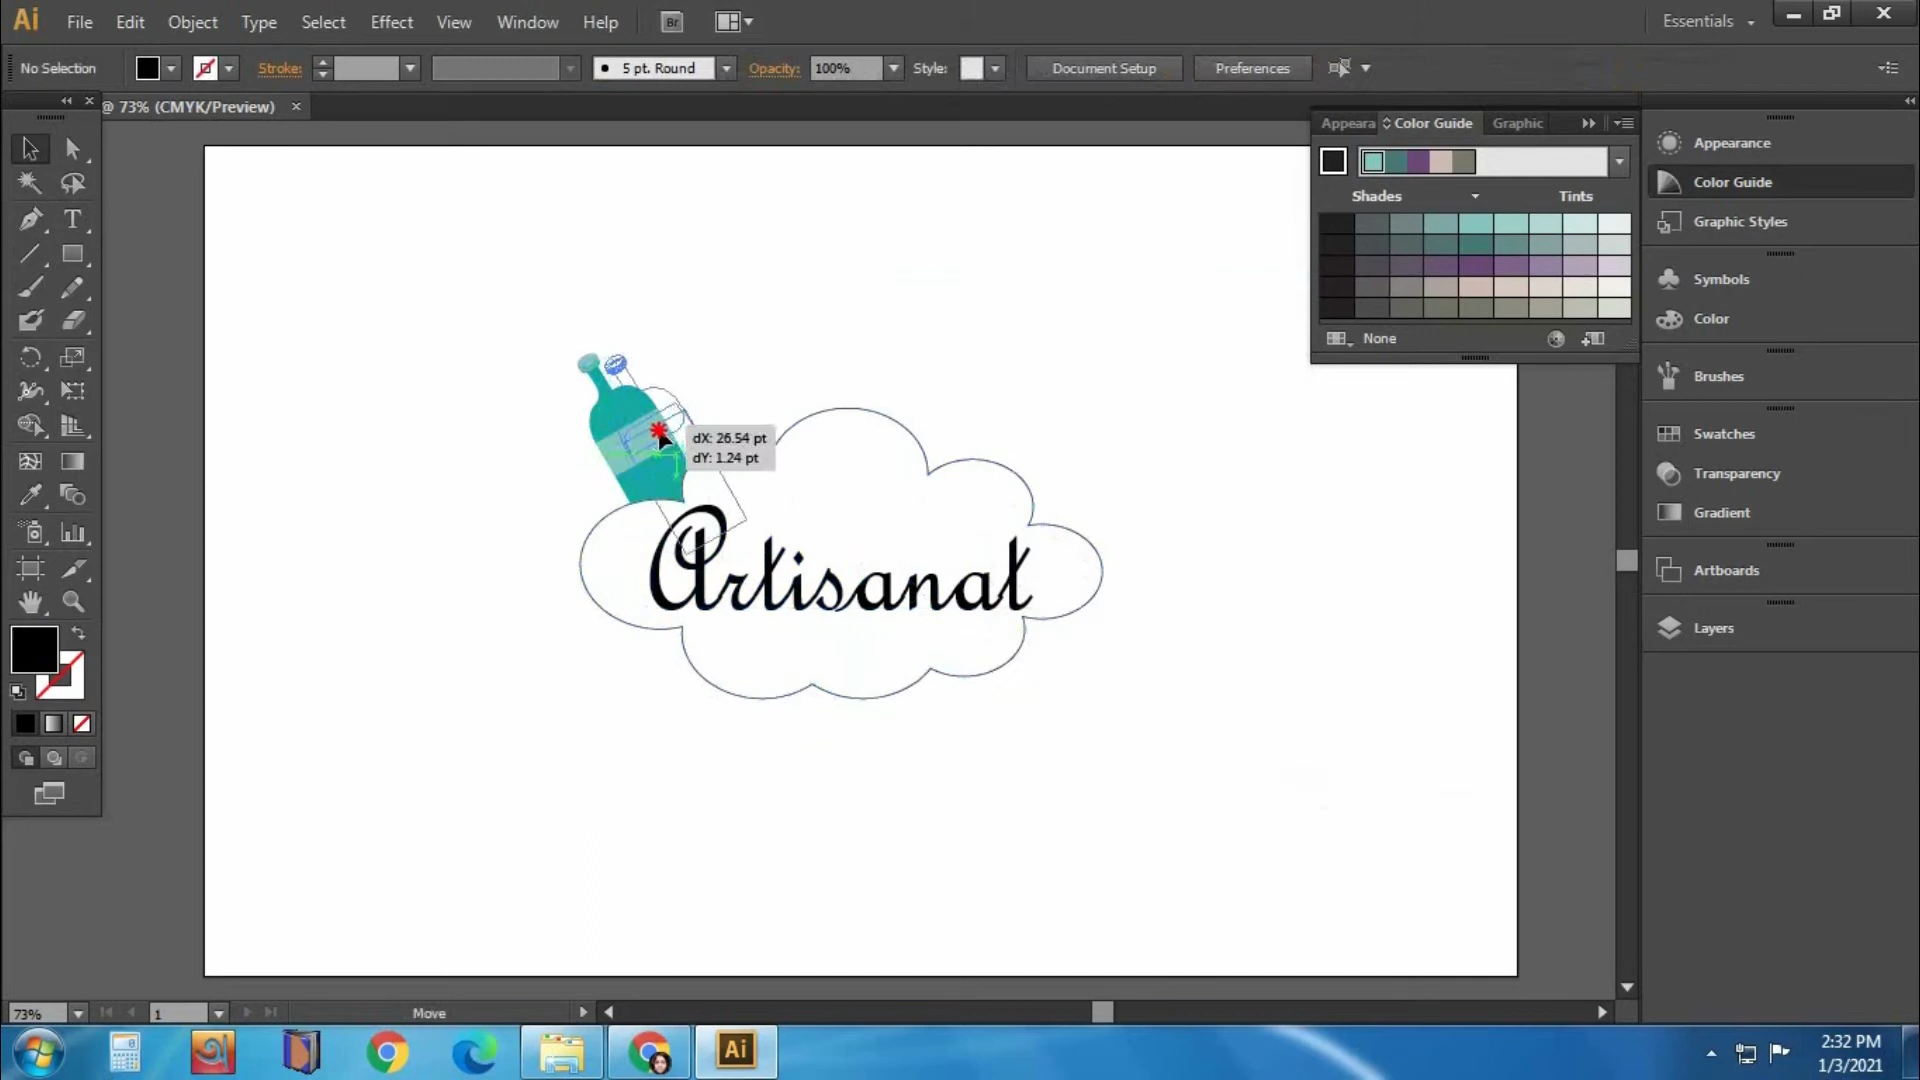 Ai File Edit Object Type Select Effect View Window Help Br Essentials
No Selection Stroke: 5 pt. Round Opacity: 100% Style: Document Setup Preferences
@ 73% (CMYK/Preview)
Appeara Color Guide Graphic
Shades Tints
None
Appearance
Color Guide
Graphic Styles
Symbols
Color
Brushes
Swatches
Transparency
Gradient
Artboards
Layers
T
dX: 26.54 pt
dY: 1.24 pt
Artisanat
73% 1 Move
Ai
2:32 PM
1/3/2021